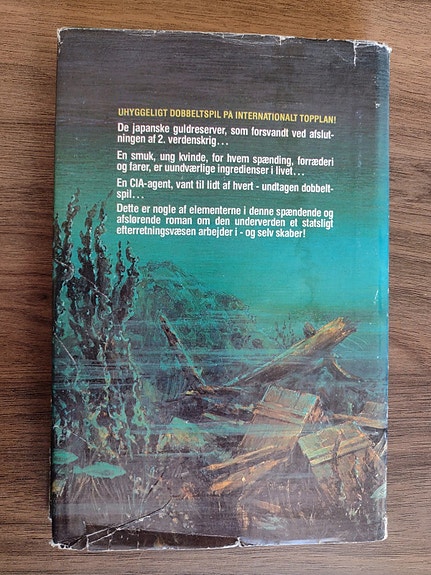 UHYGGELIGT DOBBELTSPIL PA INTERNATIONALT TOPPLAN!
De japanske guldreserver, som forsvandt ved afslut-
ningen af 2. verdenskrig...
En smuk, ung kvinde, for hvem spænding, forræderi
og farer, er uundværlige ingredienser i livet...
En CIA-agent, vant til lidt af hvert - undtagen dobbelt-
spil...
Dette er nogle af elementerne i denne spændende og
afslørende roman om den underverden et statsligt
efterretningsvæsen arbejder i - og selv skaber!